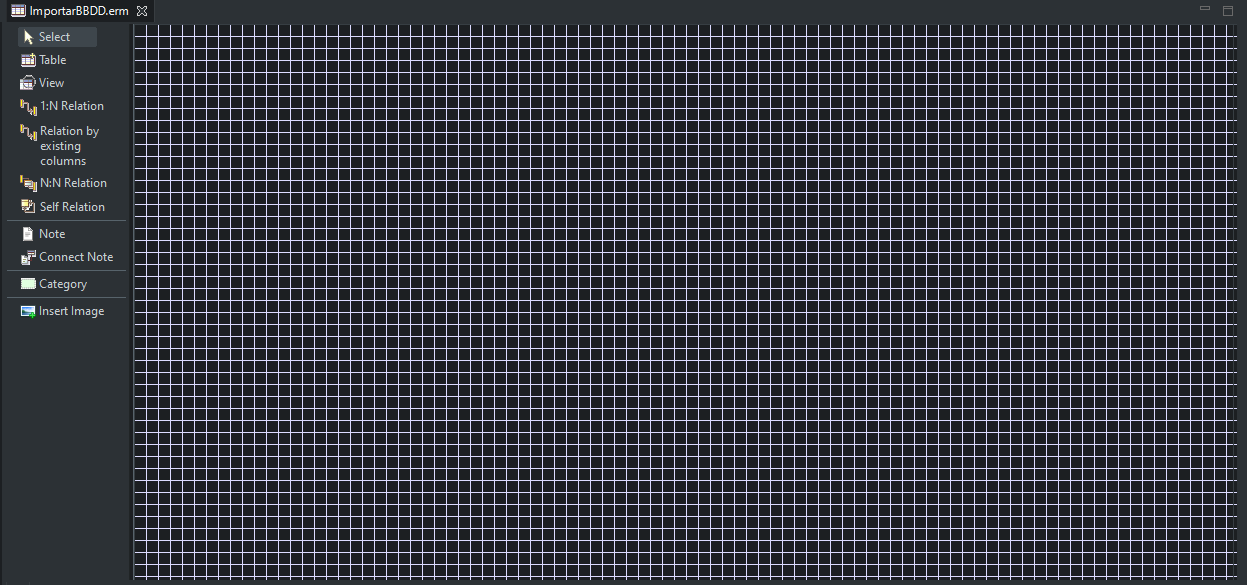 ImportarBBDD.erm
Select
Table
View
1:N Relation
Relation by
existing
columns
N:N Relation
Self Relation
Note
Connect Note
Category
Insert Image